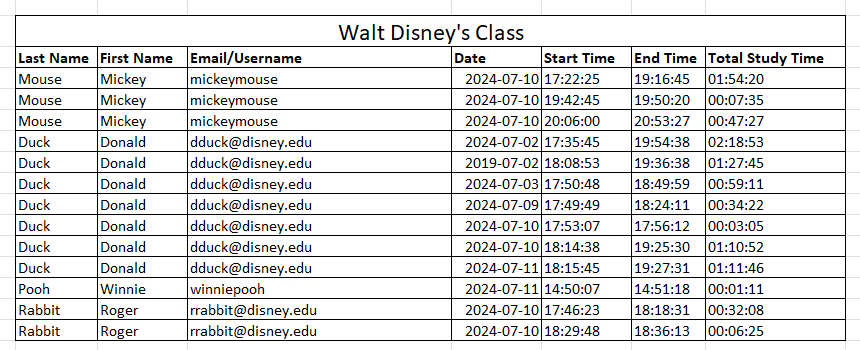 Walt Disney's Class
Last Name First Name Email/Username Date Start Time End Time Total Study Time
Mouse Mickey mickeymouse 2024-07-10 17:22:25 19:16:45 01:54:20
Mouse Mickey mickeymouse 2024-07-10 19:42:45 19:50:20 00:07:35
Mouse Mickey mickeymouse 2024-07-10 20:06:00 20:53:27 00:47:27
Duck Donald dduck@disney.edu 2024-07-02 17:35:45 19:54:38 02:18:53
Duck Donald dduck@disney.edu 2019-07-02 18:08:53 19:36:38 01:27:45
Duck Donald dduck@disney.edu 2024-07-03 17:50:48 18:49:59 00:59:11
Duck Donald dduck@disney.edu 2024-07-09 17:49:49 18:24:11 00:34:22
Duck Donald dduck@disney.edu 2024-07-10 17:53:07 17:56:12 00:03:05
Duck Donald dduck@disney.edu 2024-07-10 18:14:38 19:25:30 01:10:52
Duck Donald dduck@disney.edu 2024-07-11 18:15:45 19:27:31 01:11:46
Pooh Winnie winniepooh 2024-07-11 14:50:07 14:51:18 00:01:11
Rabbit Roger rrabbit@disney.edu 2024-07-10 17:46:23 18:18:31 00:32:08
Rabbit Roger rrabbit@disney.edu 2024-07-10 18:29:48 18:36:13 00:06:25